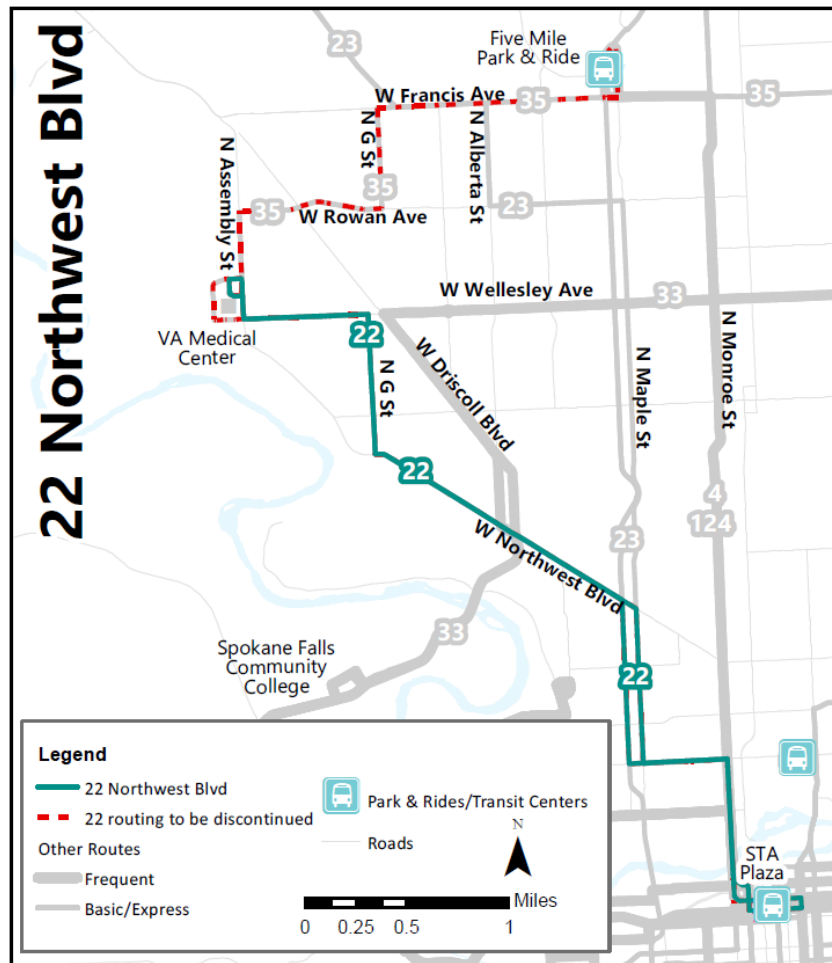 22 Northwest Blvd
23
Five Mile
Park & Ride
W Francis Ave
35
35
N G St
N Alberta St
35
N Assembly St
35
W Rowan Ave
23
W Wellesley Ave
33
VA Medical
Center
22
N G St
W Driscoll Blvd
N Maple St
N Monroe St
22
4
124
W Northwest Blvd
23
33
Spokane Falls
Community
College
22
Legend
22 Northwest Blvd
22 routing to be discontinued
Other Routes
Frequent
Basic/Express
Park & Rides/Transit Centers
Roads
N
Miles
0 0.25 0.5 1
STA
Plaza